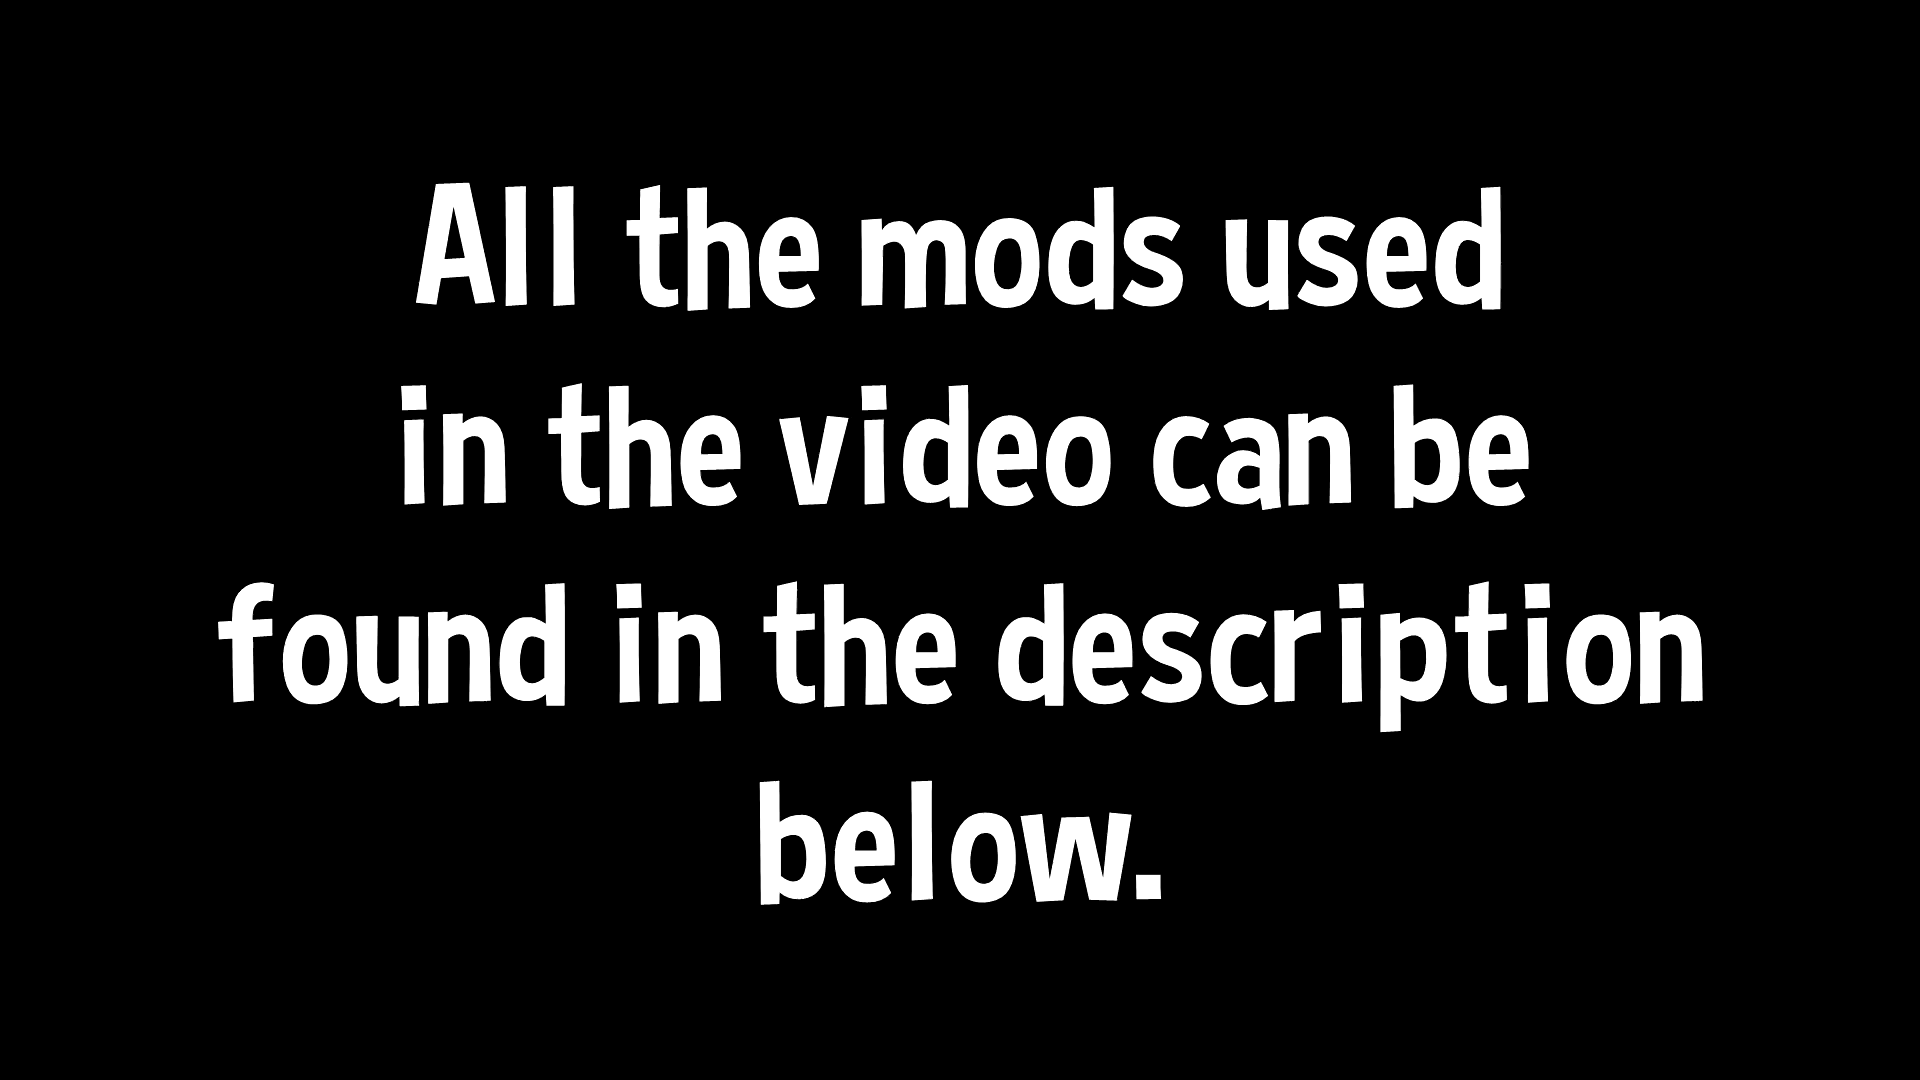 All the mods used
in the video can be
found in the description
below.